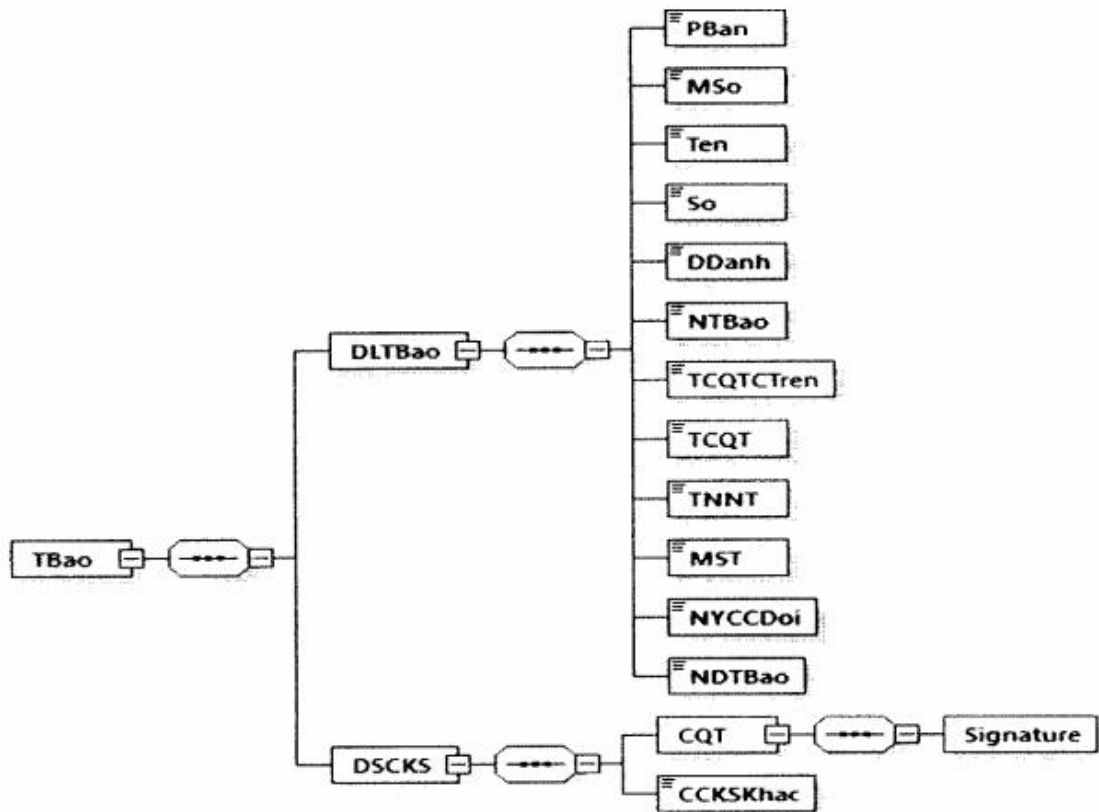 PBan
MSo
Ten
So
DDanh
NTBao
DLTBao
TCQTCTren
TCQT
TNNT
MST
TBao
NYCCDoi
NDTBao
CQT
Signature
DSCKS
CCKSKhac